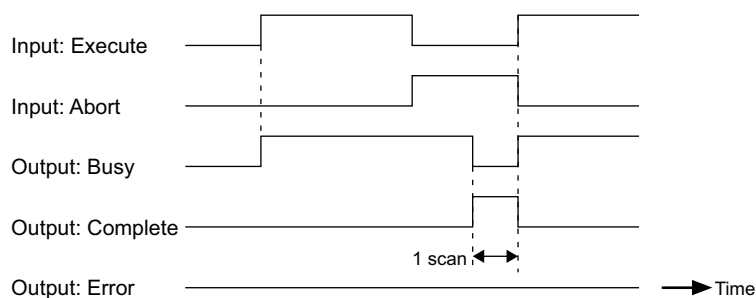 Input: Execute
Input: Abort
Output: Busy
Output: Complete
1 scan
Output: Error
Time